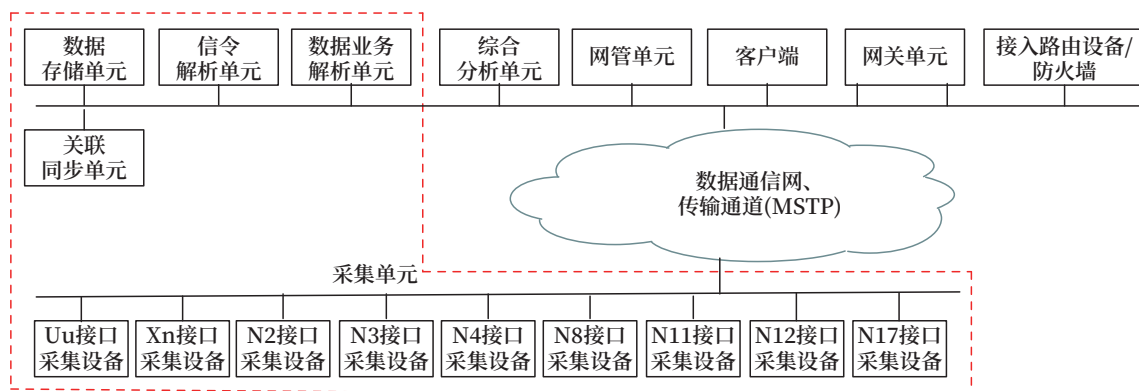 数据
存储单元
信令
解析单元
数据业务
解析单元
综合
分析单元
网管单元
客户端
网关单元
接入路由设备/
防火墙
关联
同步单元
数据通信网、
传输通道(MSTP)
采集单元
Uu接口
采集设备
Xn接口
采集设备
N2接口
采集设备
N3接口
采集设备
N4接口
采集设备
N8接口
采集设备
N11接口
采集设备
N12接口
采集设备
N17接口
采集设备